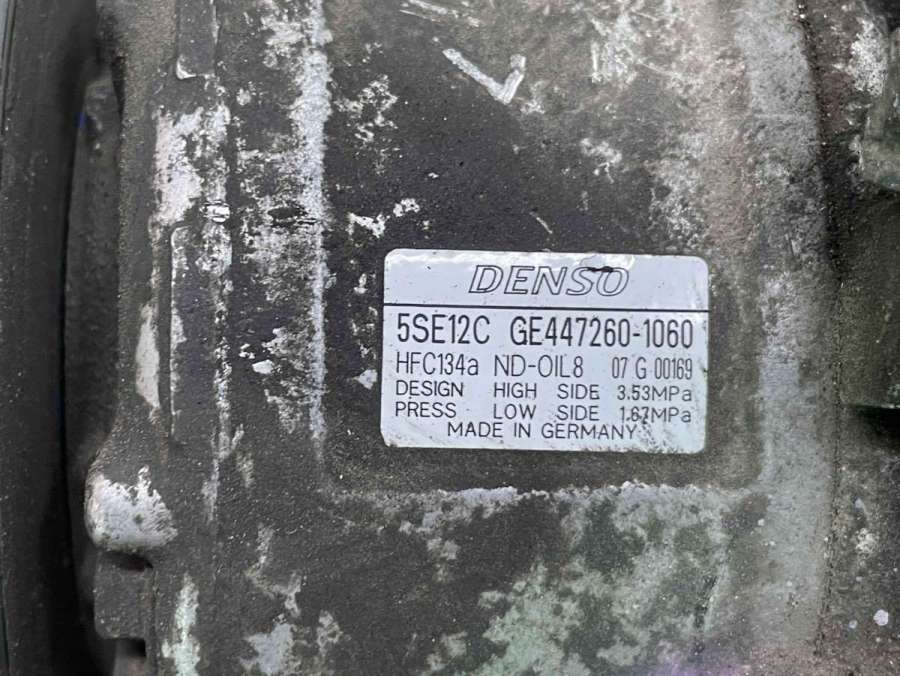 DENSO
5SE12C GE447260-1060
HFC134a ND-OIL8 07 G 00169
DESIGN HIGH SIDE 3.53MPa
PRESS LOW SIDE 1.67MPa
MADE IN GERMANY